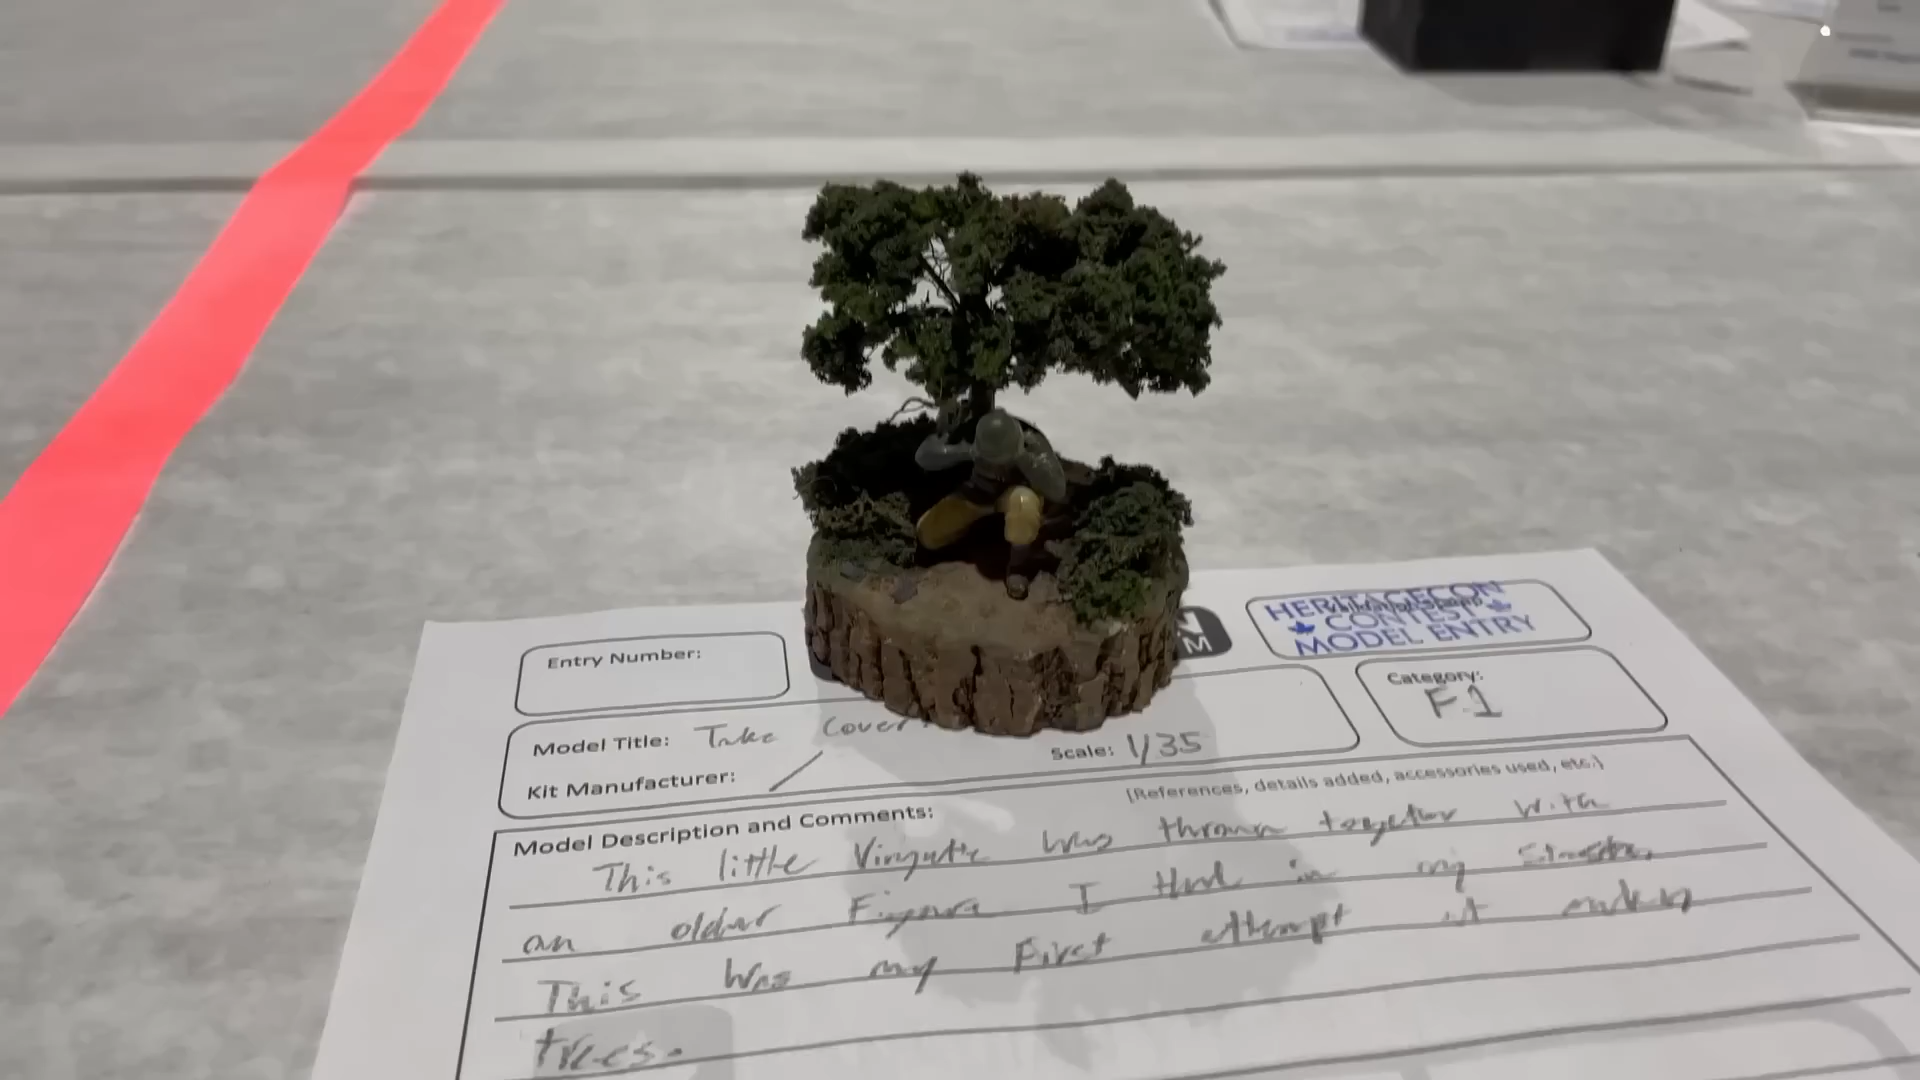 HERITAGECON
CONTEST
MODEL ENTRY
N
M
Entry Number:
Category:
F1
Model Title: Take Cover
Scale: 1/35
Kit Manufacturer: /
Model Description and Comments:
(References, details added, accessories used, etc.)
This little Vingutte was thrown together with
an older Figure I had in my
This was my First attempt at making
trees.